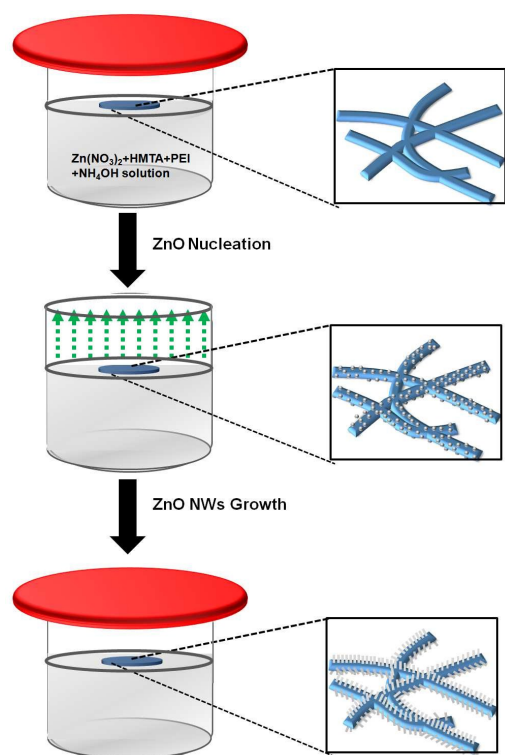 Zn(NO₃)₂+HMTA+PEI
+NH₄OH solution
ZnO Nucleation
ZnO NWs Growth